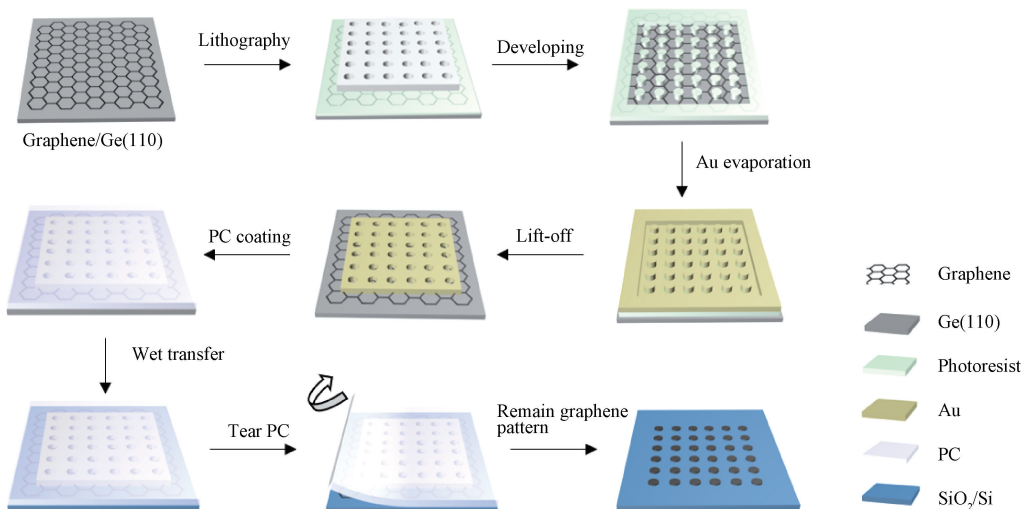 Lithography
Developing
Graphene/Ge(110)
Au evaporation
PC coating
Lift-off
Wet transfer
Tear PC
Remain graphene
pattern
Graphene
Ge(110)
Photoresist
Au
PC
SiO₂/Si